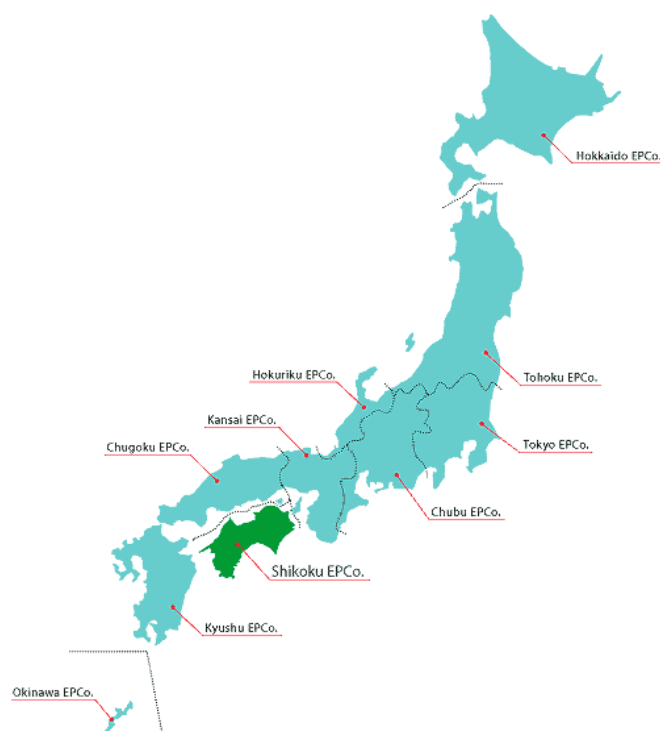 Hokkaido EPCo.
Hokuriku EPCo.
Tohoku EPCo.
Kansai EPCo.
Tokyo EPCo.
Chugoku EPCo.
Chubu EPCo.
Shikoku EPCo.
Kyushu EPCo.
Okinawa EPCo.